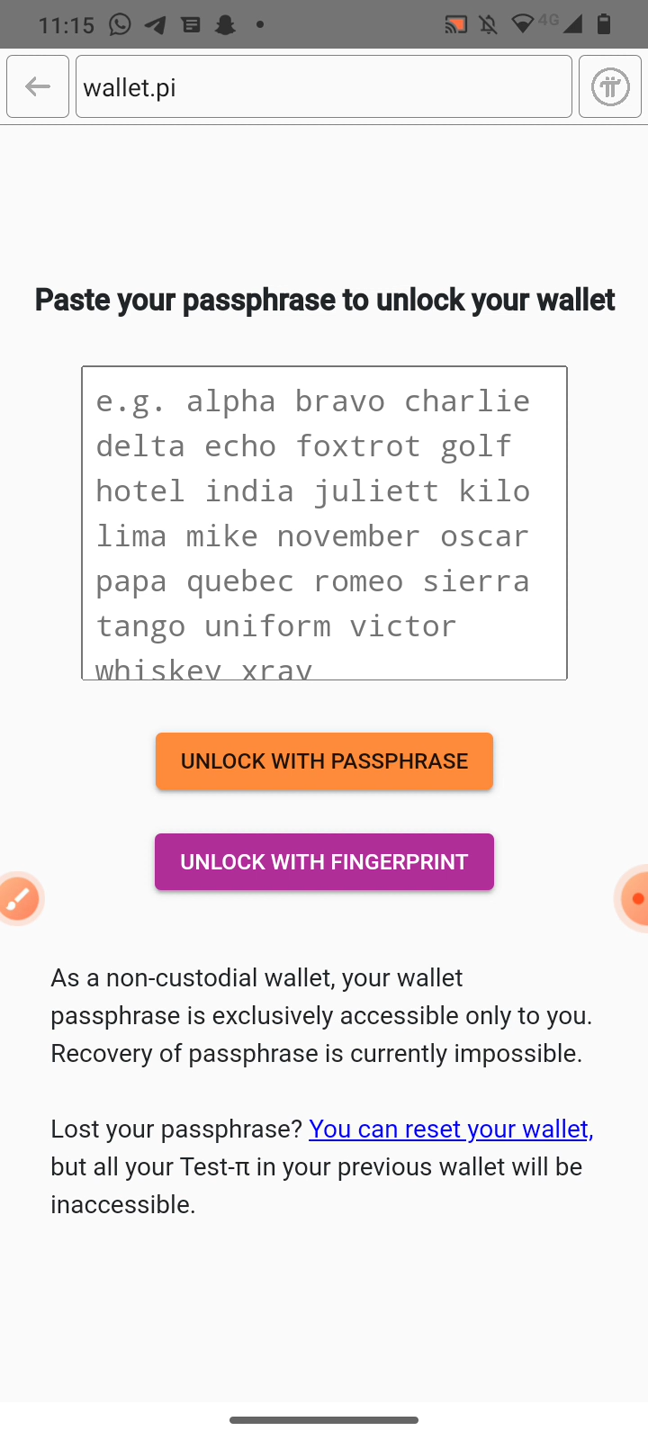 11:15
4G
wallet.pi
Paste your passphrase to unlock your wallet
e.g. alpha bravo charlie
delta echo foxtrot golf
hotel india juliett kilo
lima mike november oscar
papa quebec romeo sierra
tango uniform victor
whiskey xray
UNLOCK WITH PASSPHRASE
UNLOCK WITH FINGERPRINT
As a non-custodial wallet, your wallet
passphrase is exclusively accessible only to you.
Recovery of passphrase is currently impossible.
Lost your passphrase? You can reset your wallet,
but all your Test-π in your previous wallet will be
inaccessible.